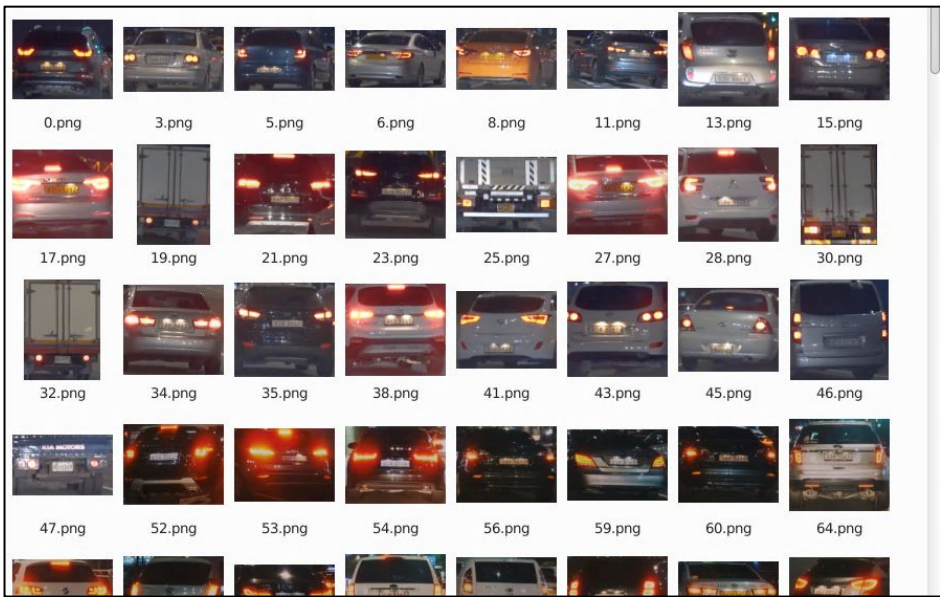 0.png 3.png 5.png 6.png 8.png 11.png 13.png 15.png
17.png 19.png 21.png 23.png 25.png 27.png 28.png 30.png
32.png 34.png 35.png 38.png 41.png 43.png 45.png 46.png
KIA MOTORS
47.png 52.png 53.png 54.png 56.png 59.png 60.png 64.png